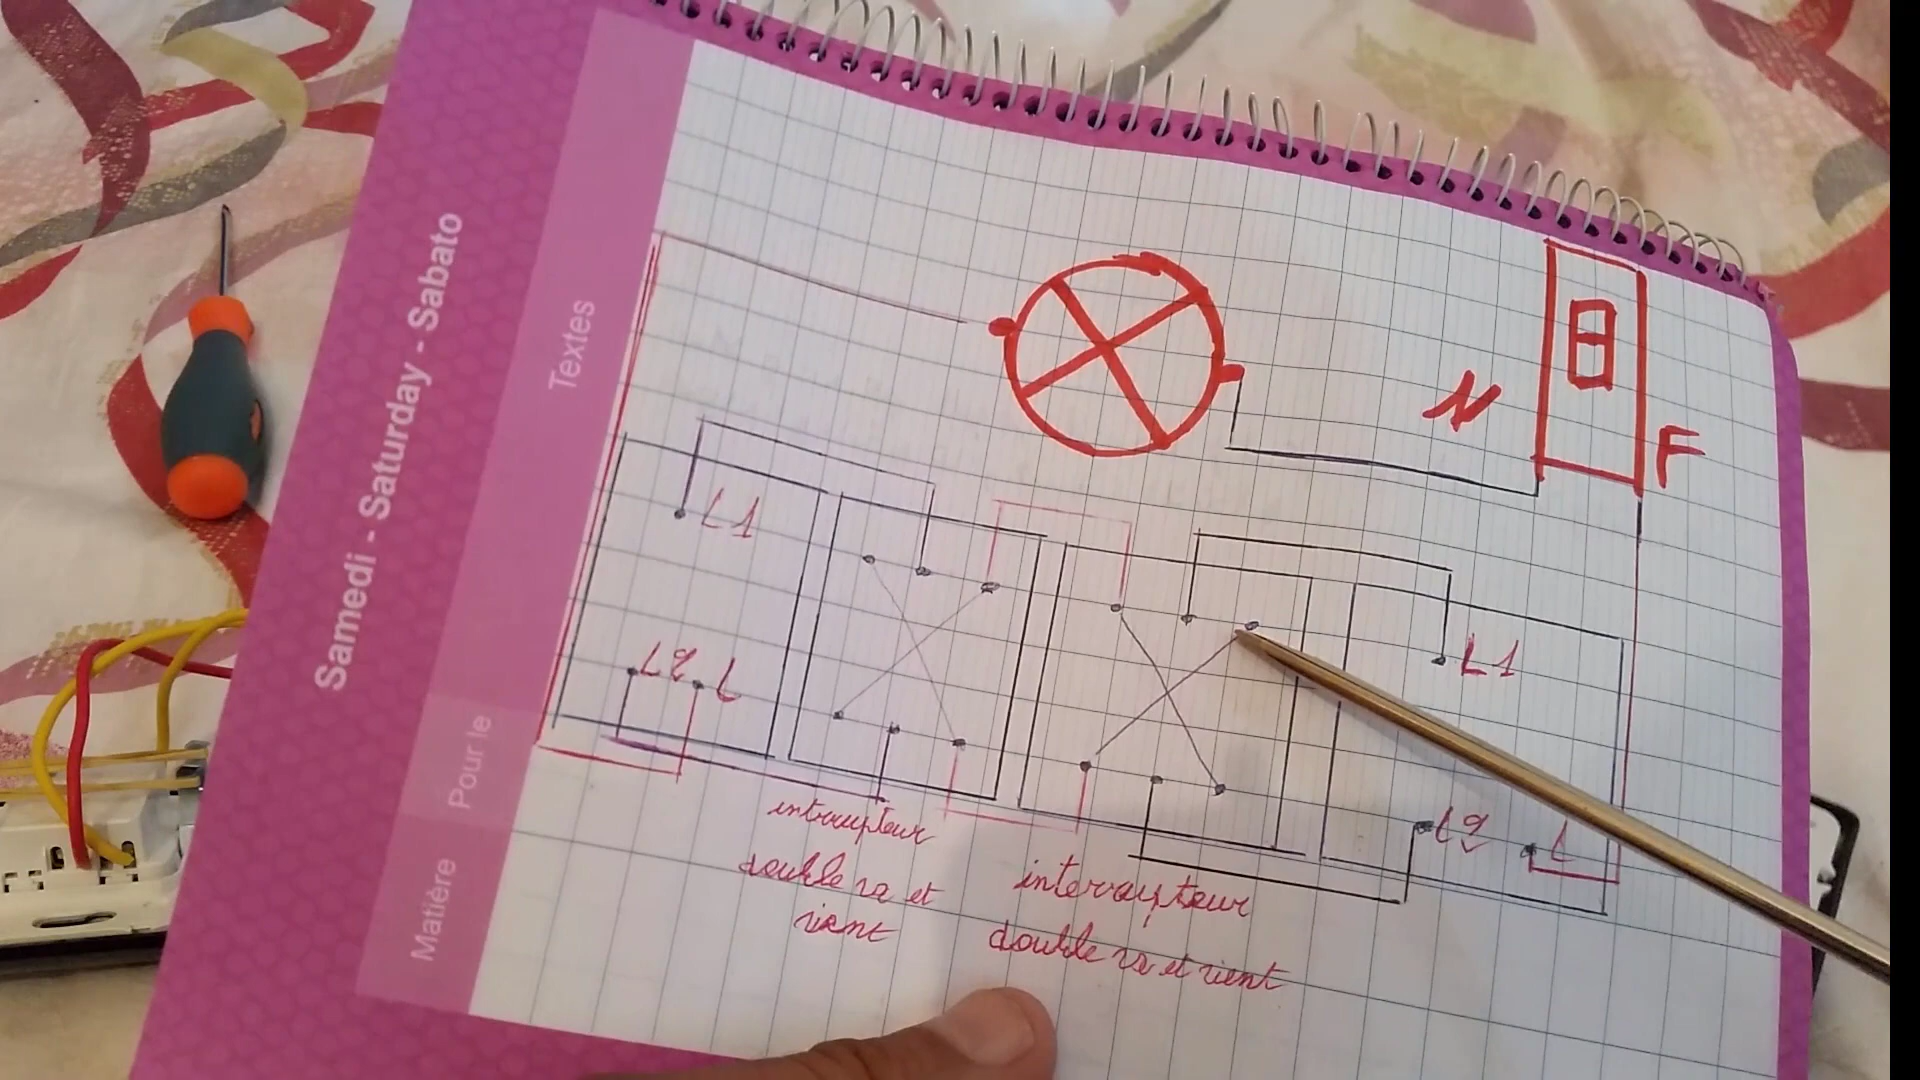 Samedi - Saturday - Sabato
Textes
Pour le
Matière
N
F
L1
L2 L
L1
L2 L
interrupteur
double va et
vient
interrupteur
double va et vient